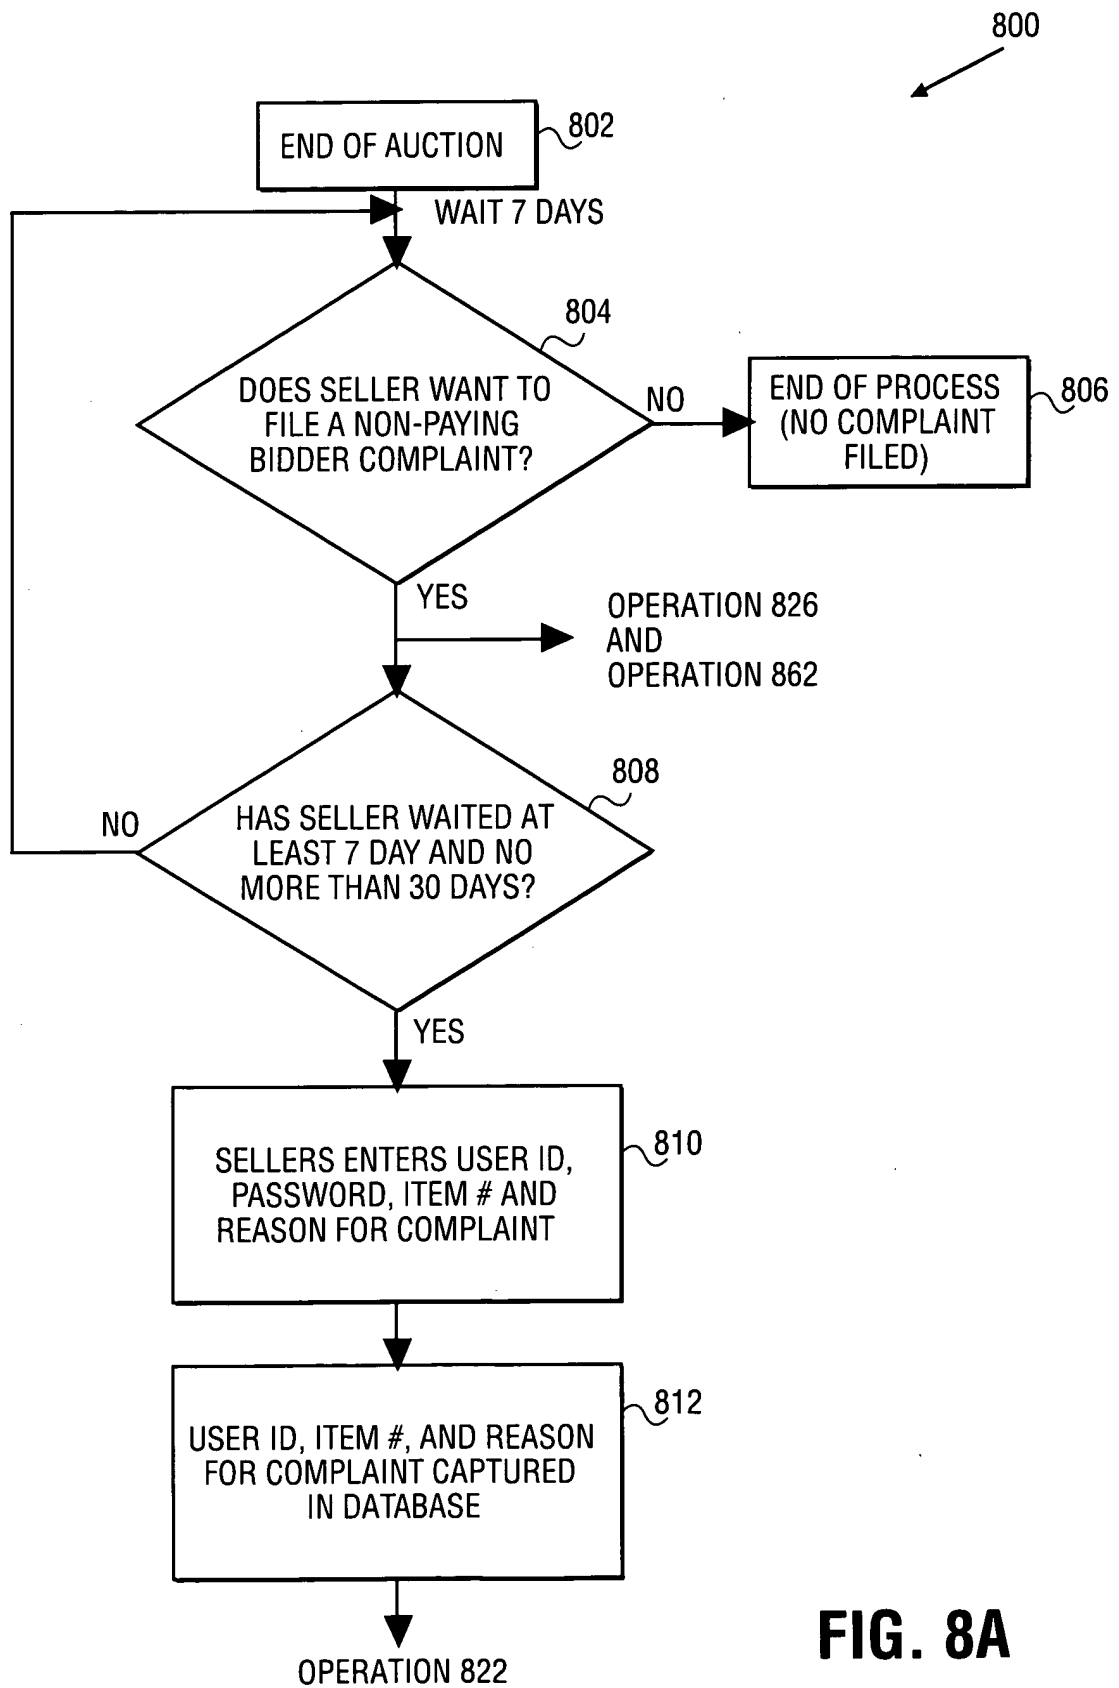 800
END OF AUCTION
802
WAIT 7 DAYS
804
DOES SELLER WANT TO
FILE A NON-PAYING
BIDDER COMPLAINT?
NO
END OF PROCESS
(NO COMPLAINT
FILED)
806
YES
OPERATION 826
AND
OPERATION 862
808
NO
HAS SELLER WAITED AT
LEAST 7 DAY AND NO
MORE THAN 30 DAYS?
YES
810
SELLERS ENTERS USER ID,
PASSWORD, ITEM # AND
REASON FOR COMPLAINT
812
USER ID, ITEM #, AND REASON
FOR COMPLAINT CAPTURED
IN DATABASE
OPERATION 822
FIG. 8A